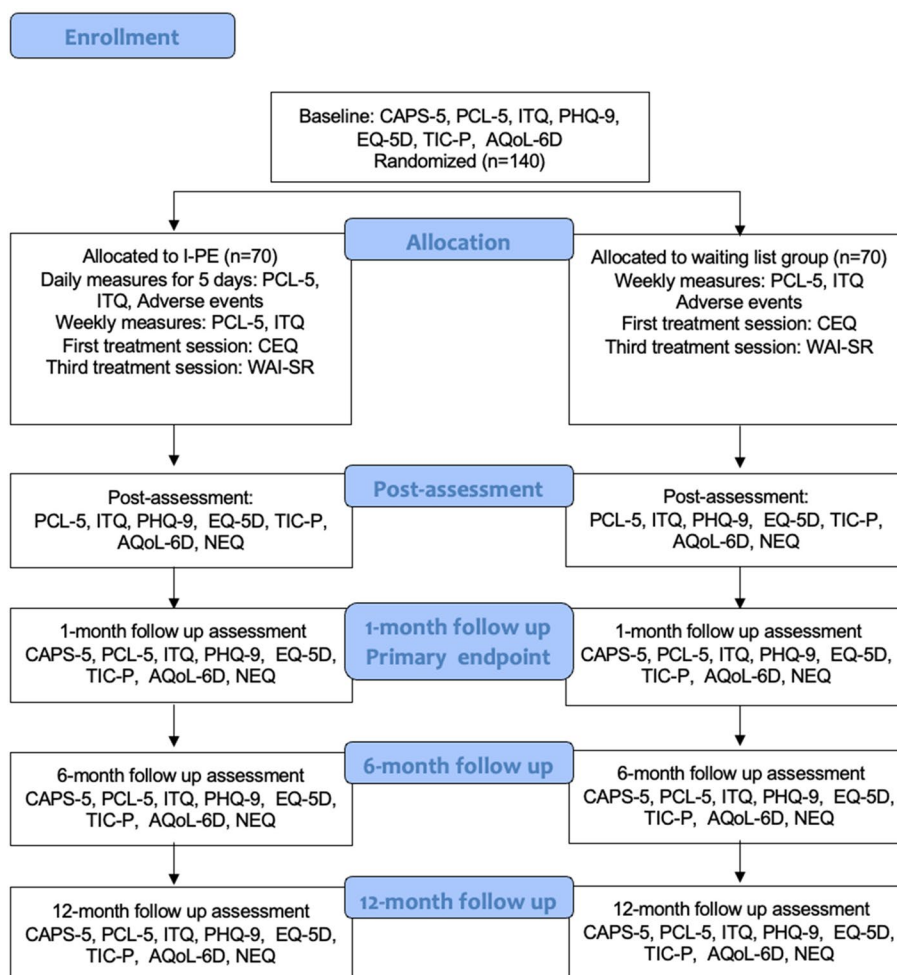 Enrollment
Baseline: CAPS-5, PCL-5, ITQ, PHQ-9,
EQ-5D, TIC-P, AQoL-6D
Randomized (n=140)
Allocation
Allocated to I-PE (n=70)
Daily measures for 5 days: PCL-5,
ITQ, Adverse events
Weekly measures: PCL-5, ITQ
First treatment session: CEQ
Third treatment session: WAI-SR
Allocated to waiting list group (n=70)
Weekly measures: PCL-5, ITQ
Adverse events
First treatment session: CEQ
Third treatment session: WAI-SR
Post-assessment
Post-assessment:
PCL-5, ITQ, PHQ-9, EQ-5D, TIC-P,
AQoL-6D, NEQ
Post-assessment:
PCL-5, ITQ, PHQ-9, EQ-5D, TIC-P,
AQoL-6D, NEQ
1-month follow up
Primary endpoint
1-month follow up assessment
CAPS-5, PCL-5, ITQ, PHQ-9, EQ-5D,
TIC-P, AQoL-6D, NEQ
1-month follow up assessment
CAPS-5, PCL-5, ITQ, PHQ-9, EQ-5D,
TIC-P, AQoL-6D, NEQ
6-month follow up
6-month follow up assessment
CAPS-5, PCL-5, ITQ, PHQ-9, EQ-5D,
TIC-P, AQoL-6D, NEQ
6-month follow up assessment
CAPS-5, PCL-5, ITQ, PHQ-9, EQ-5D,
TIC-P, AQoL-6D, NEQ
12-month follow up
12-month follow up assessment
CAPS-5, PCL-5, ITQ, PHQ-9, EQ-5D,
TIC-P, AQoL-6D, NEQ
12-month follow up assessment
CAPS-5, PCL-5, ITQ, PHQ-9, EQ-5D,
TIC-P, AQoL-6D, NEQ